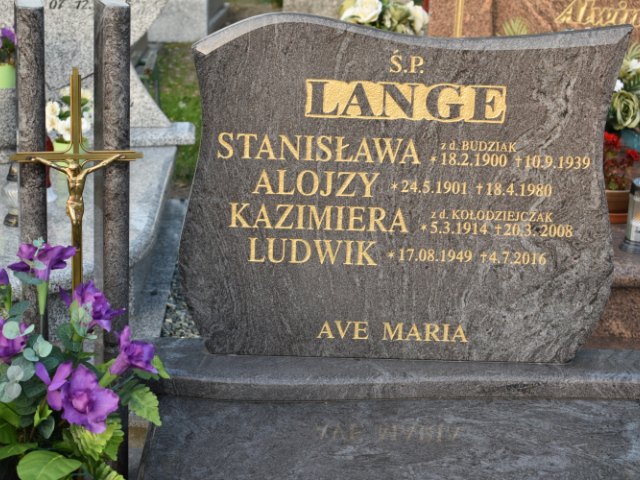 Ś.P.
LANGE
STANISŁAWA z d. BUDZIAK *18.2.1900 +10.9.1939
ALOJZY *24.5.1901 +18.4.1980
KAZIMIERA z d. KOŁODZIEJCZAK *5.3.1914 +20.3.2008
LUDWIK *17.08.1949 +4.7.2016
AVE MARIA